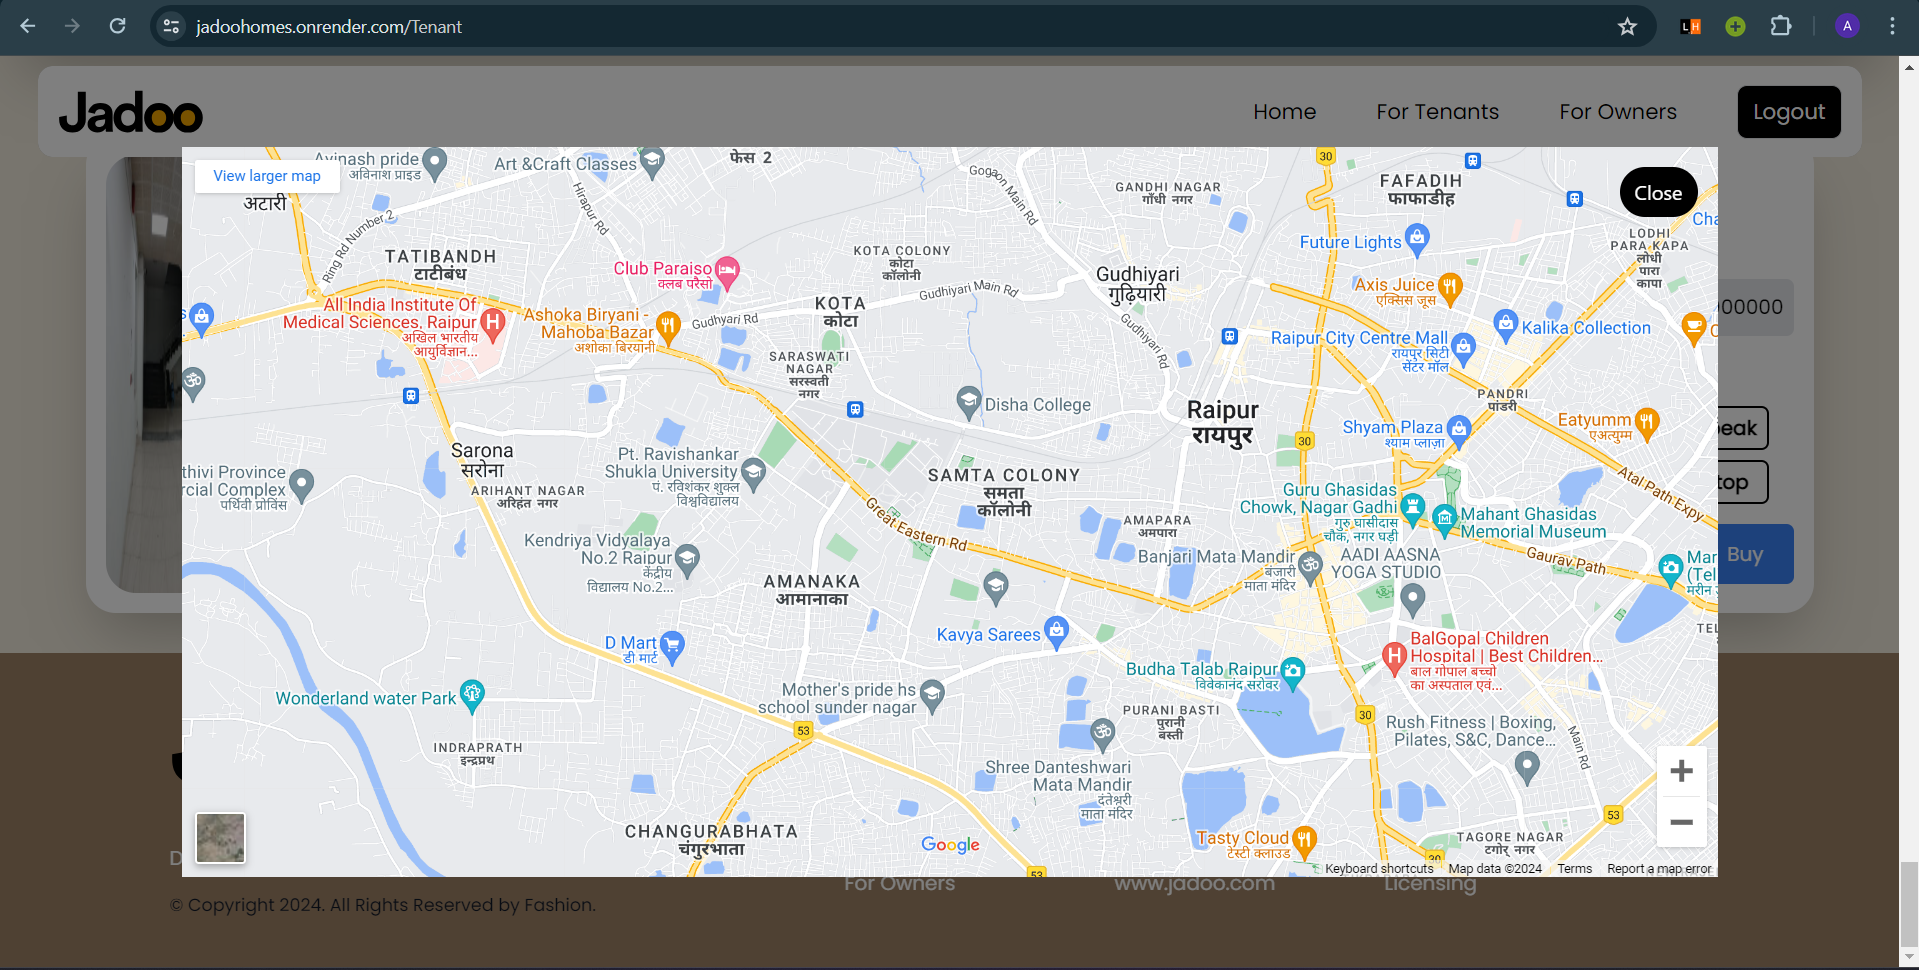 jadoohomes.onrender.com/Tenant
A
Jadoo
Home
For Tenants
For Owners
Logout
View larger map
Close
Avinash pride
अविनाश प्राइड
अटारी
Art &Craft Classes
फेस 2
Hirapur Rd
Ring Rd Number 2
Gogaon Main Rd
GANDHI NAGAR
गाँधी नगर
30
FAFADIH
फाफाडीह
LODHI
PARA KAPA
लोधी
पारा
कापा
TATIBANDH
टाटीबंध
KOTA COLONY
कोटा
कॉलोनी
Future Lights
Club Paraiso
क्लब परैसो
Gudhiyari
गुढ़ियारी
Gudhiyari Main Rd
Axis Juice
एक्सिस जूस
All India Institute Of
Medical Sciences, Raipur
अखिल भारतीय
आयुर्विज्ञान...
Ashoka Biryani -
Mahoba Bazar
अशोका बिरयानी
Gudhyari Rd
KOTA
कोटा
Gudhiyari Rd
Kalika Collection
000000
Raipur City Centre Mall
रायपुर सिटी
सेंटर मॉल
SARASWATI
NAGAR
सरस्वती
नगर
PANDRI
पांडरी
Disha College
Raipur
रायपुर
Shyam Plaza
श्याम प्लाज़ा
Eatyumm
एअत्युम्म
eak
30
Sarona
सरोना
Pt. Ravishankar
Shukla University
पं. रविशंकर शुक्ल
विश्वविद्यालय
SAMTA COLONY
समता
कॉलोनी
thivi Province
rcial Complex
पर्थिवी प्रोविंस
ARIHANT NAGAR
अरिहंत नगर
Atal Path Expy
top
Guru Ghasidas
Chowk, Nagar Gadhi
गुरु घासीदास
चौक, नगर घड़ी
Mahant Ghasidas
Memorial Museum
Great Eastern Rd
AMAPARA
अमपारा
Kendriya Vidyalaya
No.2 Raipur
केंद्रीय
विद्यालय No.2...
Banjari Mata Mandir
बंजारी
माता मंदिर
AADI AASNA
YOGA STUDIO
Gaurav Path
Mar
(Tel
मरीन
Buy
AMANAKA
आमानाका
D Mart
डी मार्ट
Kavya Sarees
BalGopal Children
Hospital | Best Children...
बाल गोपाल बच्चो
का अस्पताल एवं...
Budha Talab Raipur
विवेकानंद सरोवर
Wonderland water Park
Mother's pride hs
school sunder nagar
PURANI BASTI
पुरानी
बस्ती
30
Rush Fitness | Boxing,
Pilates, S&C, Dance...
Main Rd
53
INDRAPRATH
इन्द्रप्रथ
Shree Danteshwari
Mata Mandir
दंतेश्वरी
माता मंदिर
53
CHANGURABHATA
चंगुरभाता
Google
Tasty Cloud
टेस्टी क्लाउड
TAGORE NAGAR
टगोर् नगर
30
53
Keyboard shortcuts
Map data ©2024
Terms
Report a map error
For Owners
www.jadoo.com
Licensing
© Copyright 2024. All Rights Reserved by Fashion.